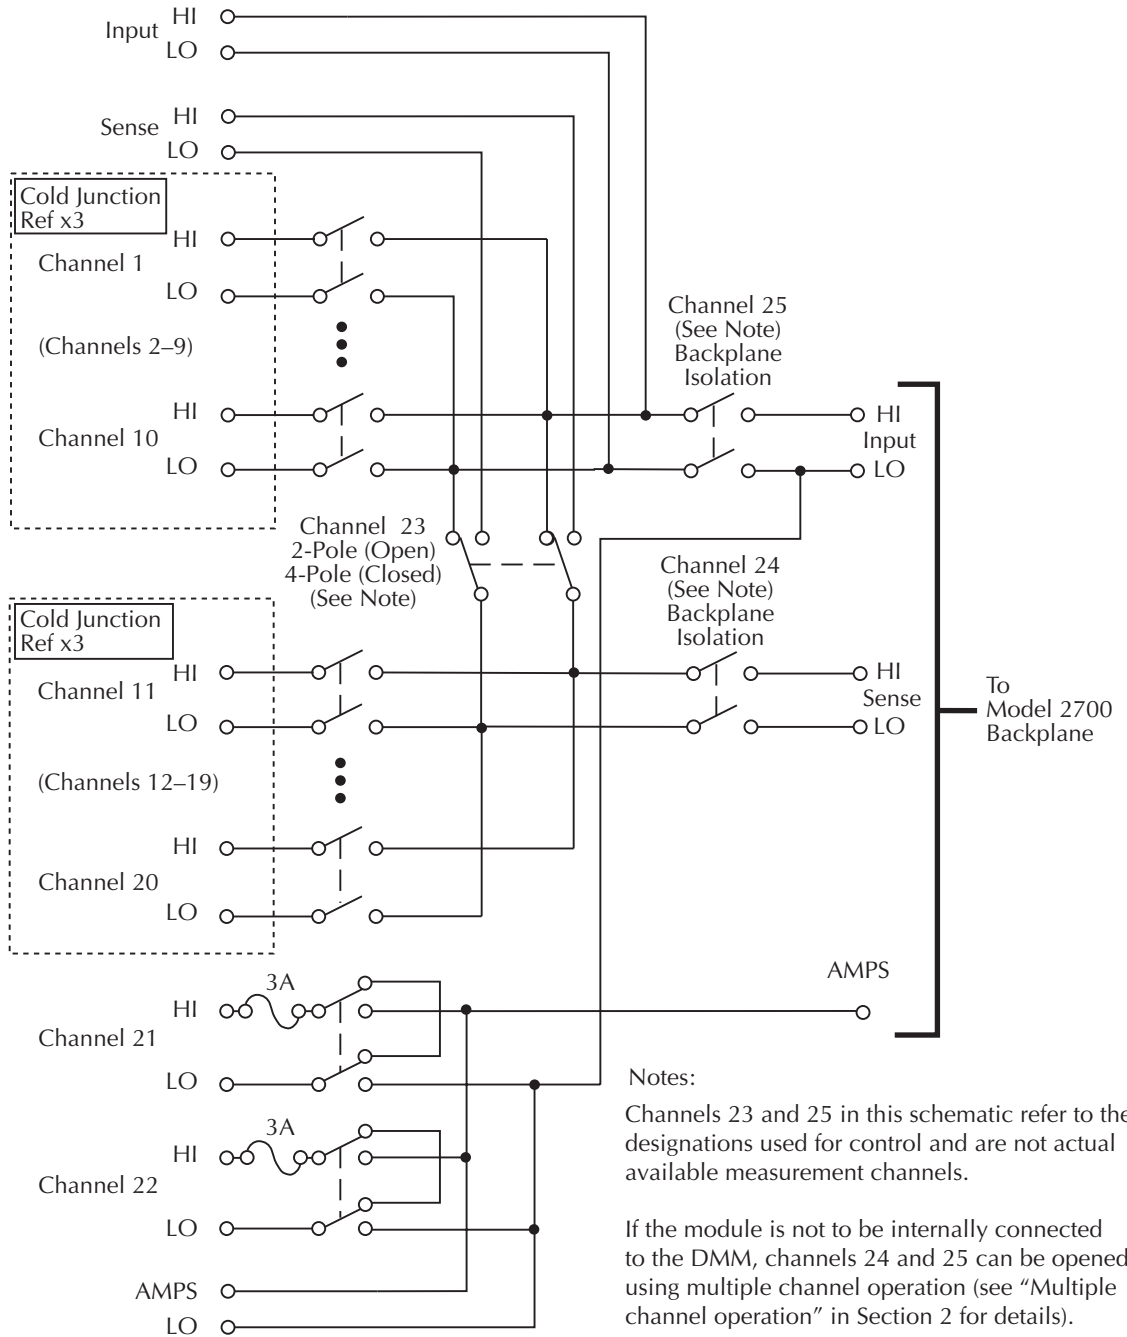 HI
Input
LO
HI
Sense
LO
Cold Junction
Ref x3
HI
Channel 1
LO
(Channels 2–9)
HI
Channel 10
LO
Channel 25
(See Note)
Backplane
Isolation
HI
Input
LO
Channel 23
2-Pole (Open)
4-Pole (Closed)
(See Note)
Channel 24
(See Note)
Backplane
Isolation
Cold Junction
Ref x3
HI
Channel 11
LO
(Channels 12–19)
HI
Channel 20
LO
HI
Sense
LO
To
Model 2700
Backplane
AMPS
3A
HI
Channel 21
LO
3A
HI
Channel 22
LO
AMPS
LO
Notes:
Channels 23 and 25 in this schematic refer to the
designations used for control and are not actual
available measurement channels.
If the module is not to be internally connected
to the DMM, channels 24 and 25 can be opened
using multiple channel operation (see “Multiple
channel operation” in Section 2 for details).